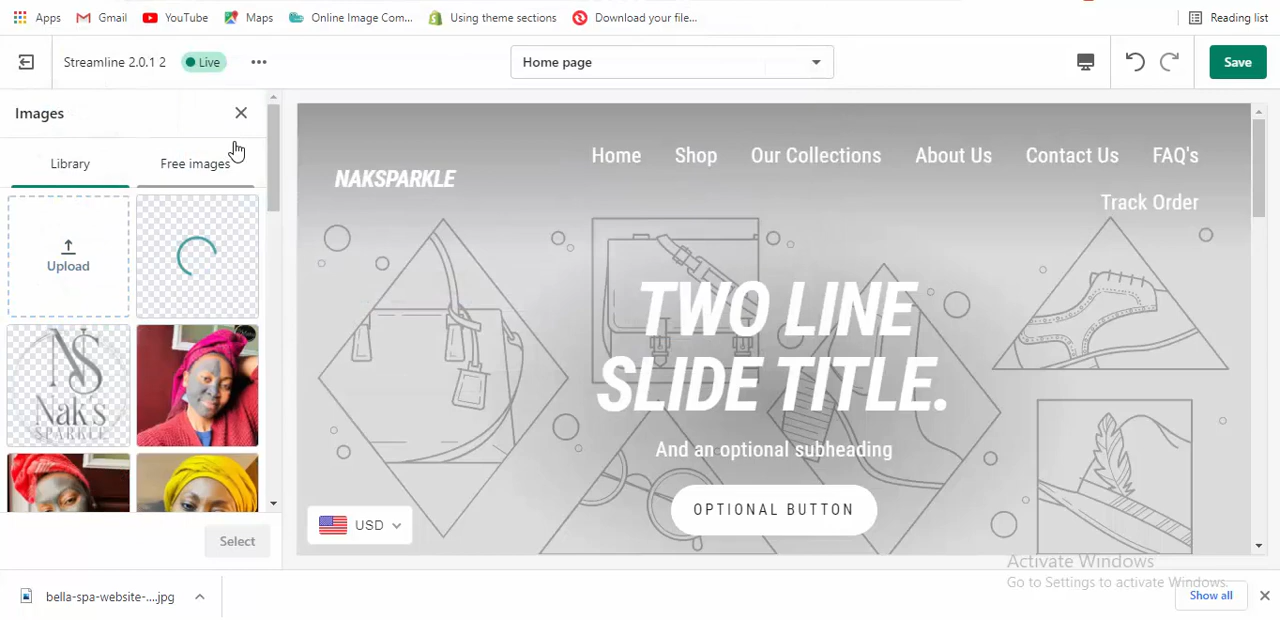 Apps Gmail YouTube Maps Online Image Com... Using theme sections Download your file... Reading list
Streamline 2.0.1 2 Live Home page Save
Images
Library Free images
Upload
Select
NAKSPARKLE
Home Shop Our Collections About Us Contact Us FAQ's
Track Order
TWO LINE
SLIDE TITLE.
And an optional subheading
OPTIONAL BUTTON
USD
NS
Nak's
SPARKLE
Activate Windows
Go to Settings to activate Windows.
bella-spa-website-....jpg
Show all